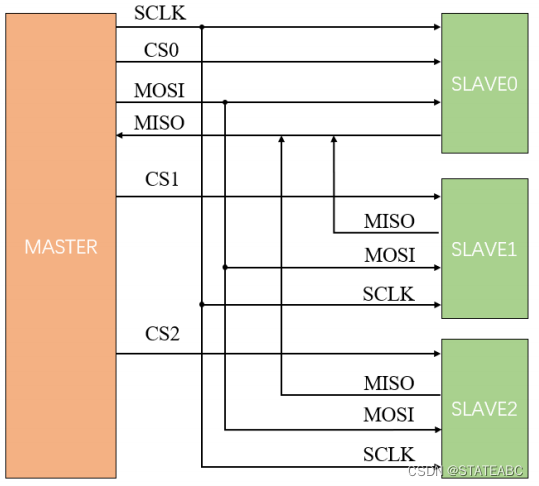 SCLK
CS0
MOSI
MISO
SLAVE0
CS1
MISO
MOSI
SCLK
SLAVE1
MASTER
CS2
MISO
MOSI
SCLK
SLAVE2
CSDN @STATEABC